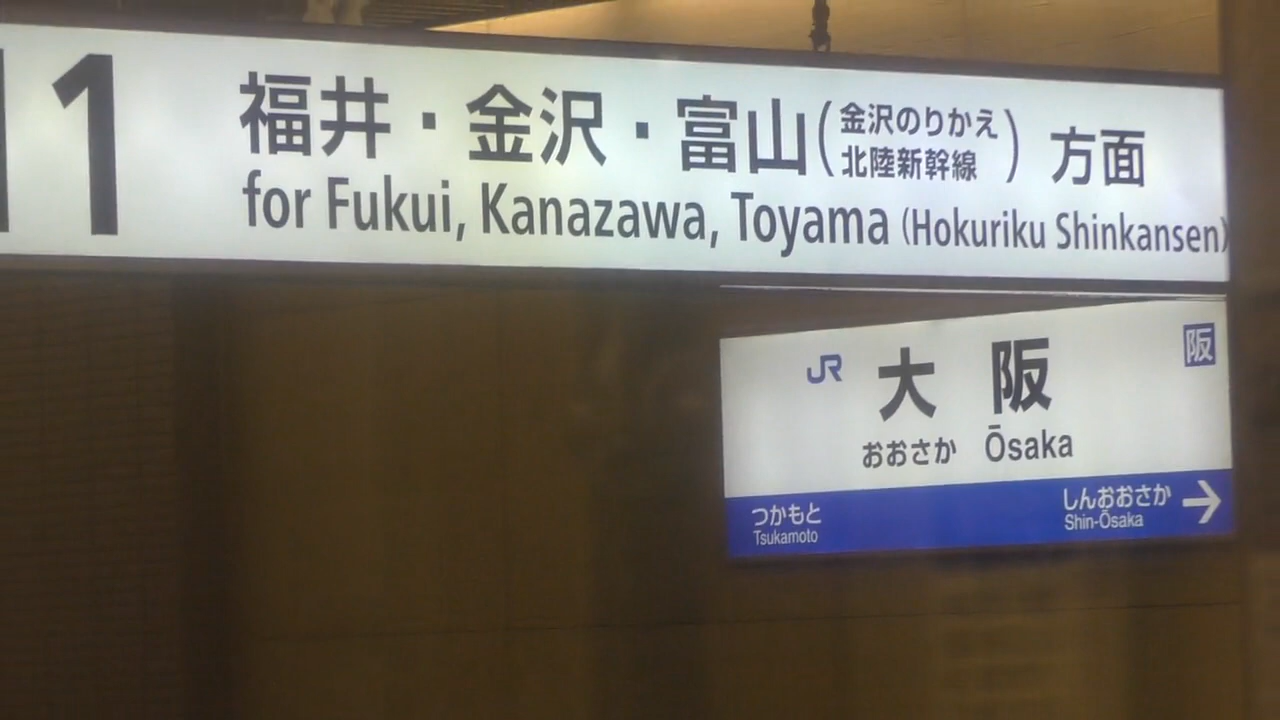 11
福井・金沢・富山(金沢のりかえ 北陸新幹線)方面
for Fukui, Kanazawa, Toyama (Hokuriku Shinkansen)
JR 大阪 阪
おおさか Ōsaka
つかもと しんおおさか →
Tsukamoto Shin-Ōsaka